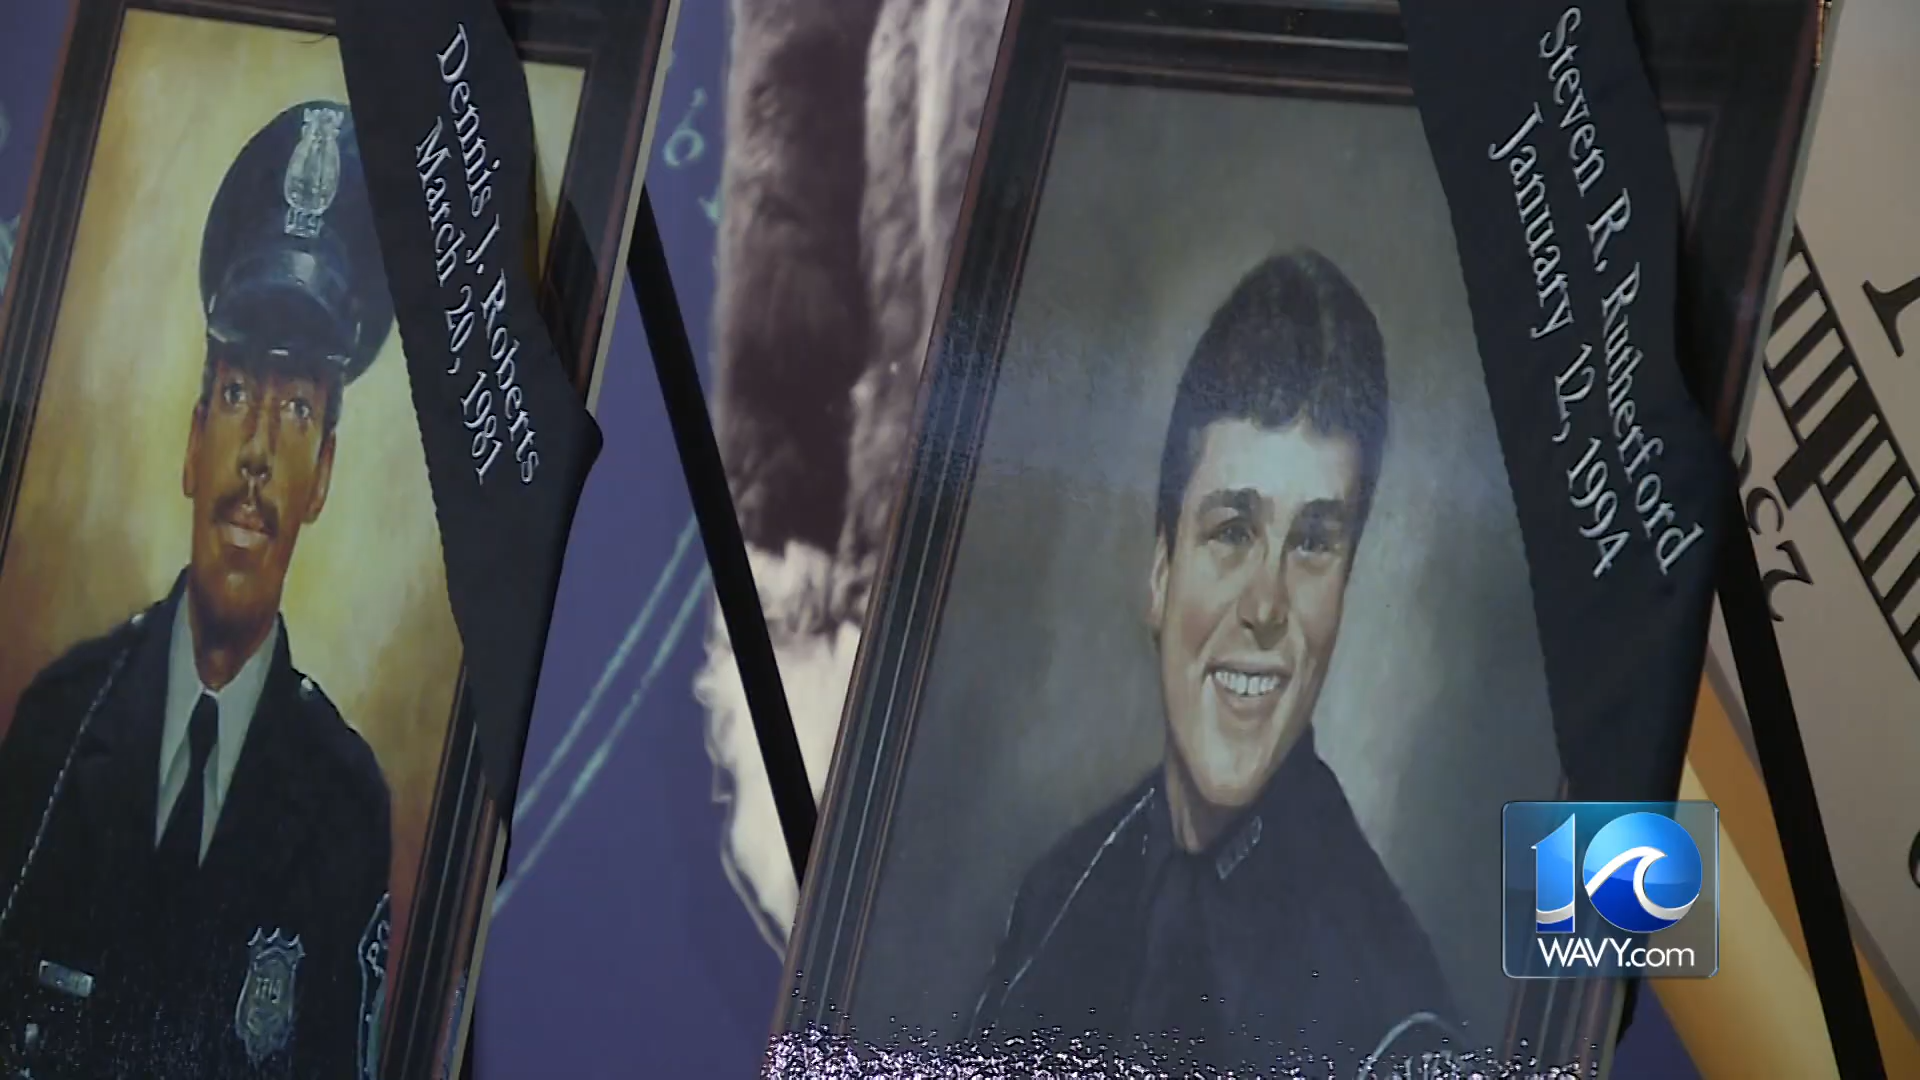 Dennis J. Roberts
March 20, 1981
Steven R. Rutherford
January 12, 1994
10
WAVY.com